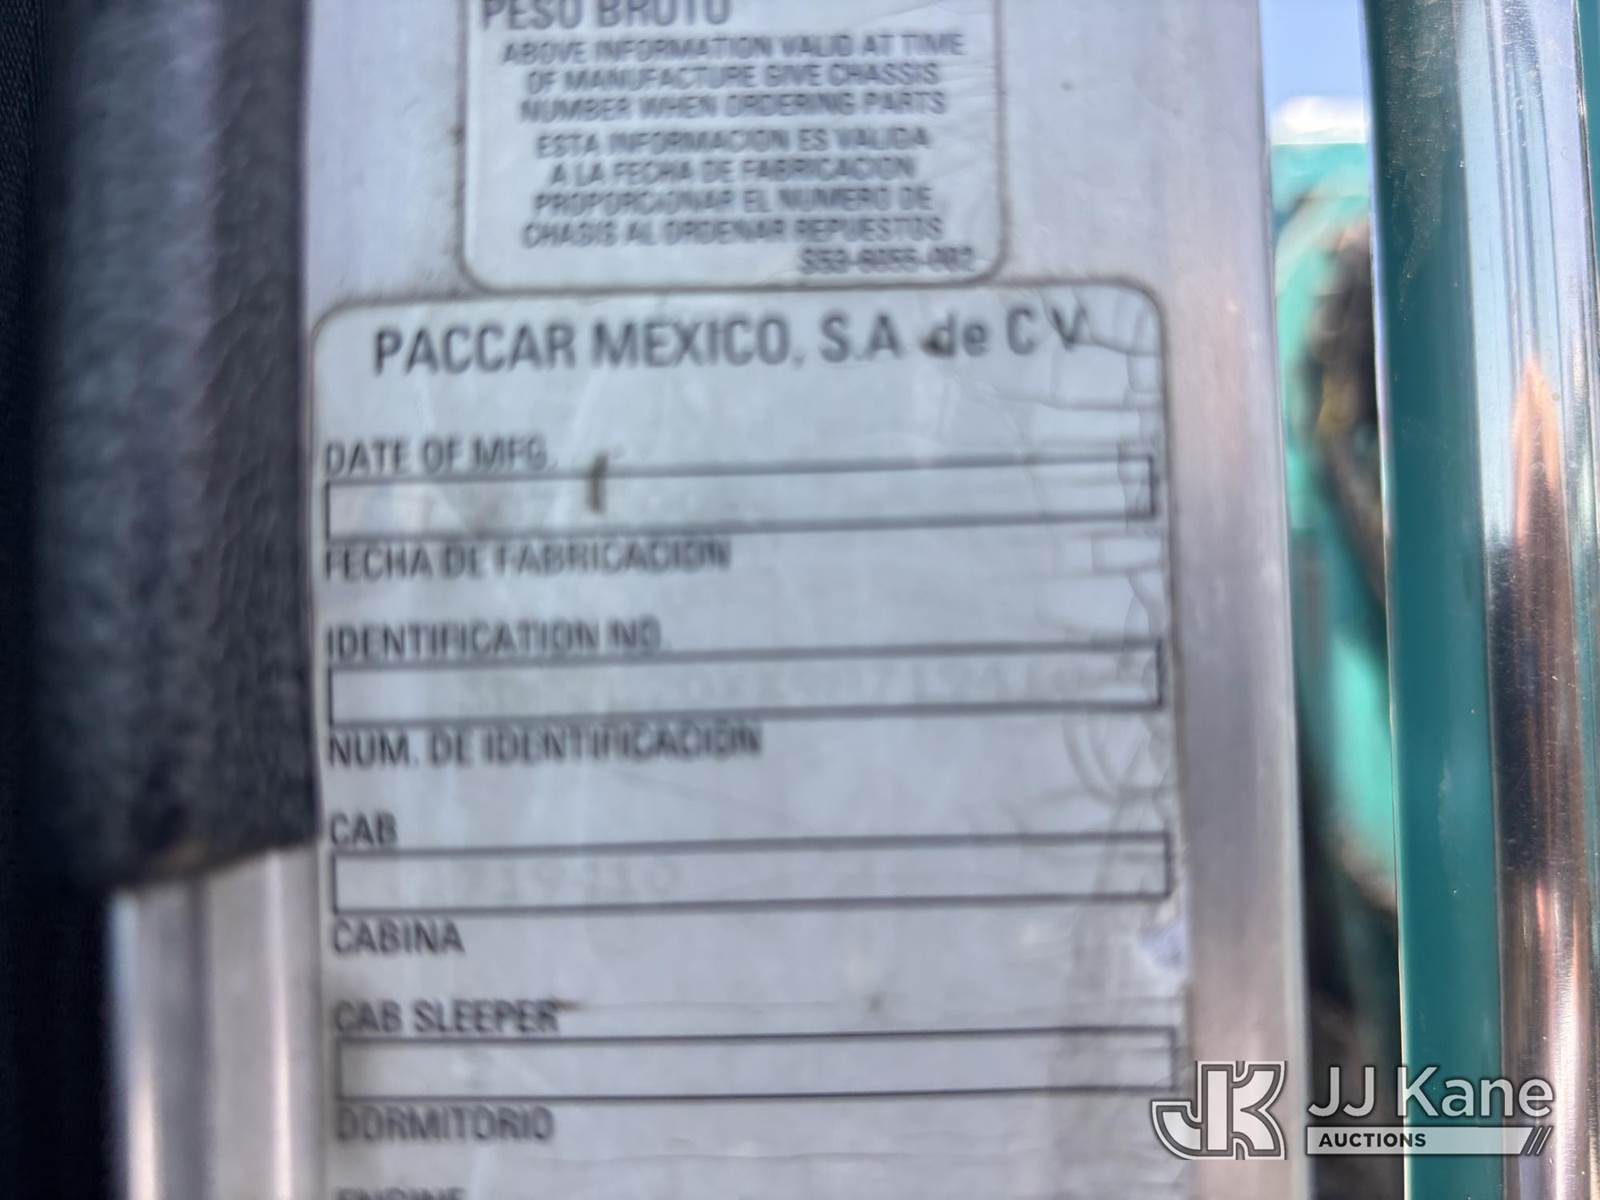 PESO BRUTO
ABOVE INFORMATION VALID AT TIME
OF MANUFACTURE GIVE CHASSIS
NUMBER WHEN ORDERING PARTS
ESTA INFORMACION ES VALIDA
A LA FECHA DE FABRICACION
PROPORCIONAR EL NUMERO DE
CHASIS AL ORDENAR REPUESTOS
PACCAR MEXICO, S.A de C V
DATE OF MFG.
FECHA DE FABRICACION
IDENTIFICATION NO.
NUM. DE IDENTIFICACION
CAB
CABINA
CAB SLEEPER
DORMITORIO
ENGINE
JK JJ Kane
AUCTIONS